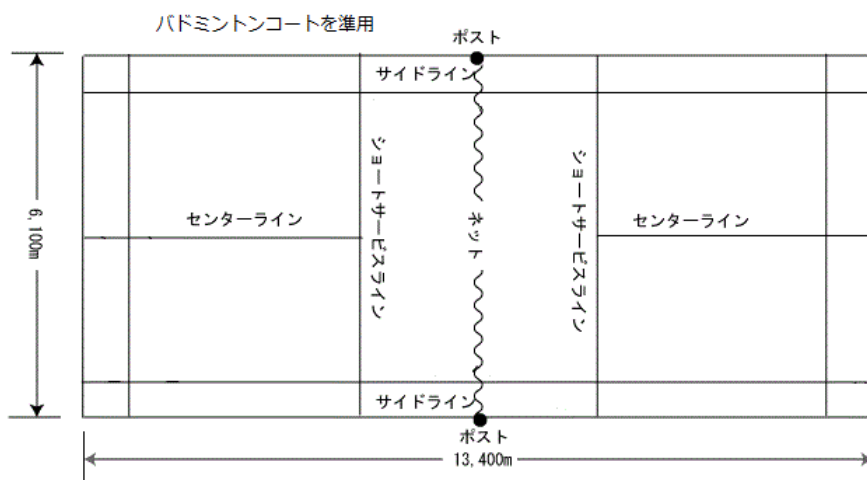 バドミントンコートを準用
ポスト
サイドライン
ショートサービスライン
ショートサービスライン
センターライン
ネット
センターライン
6,100m
サイドライン
ポスト
13,400m